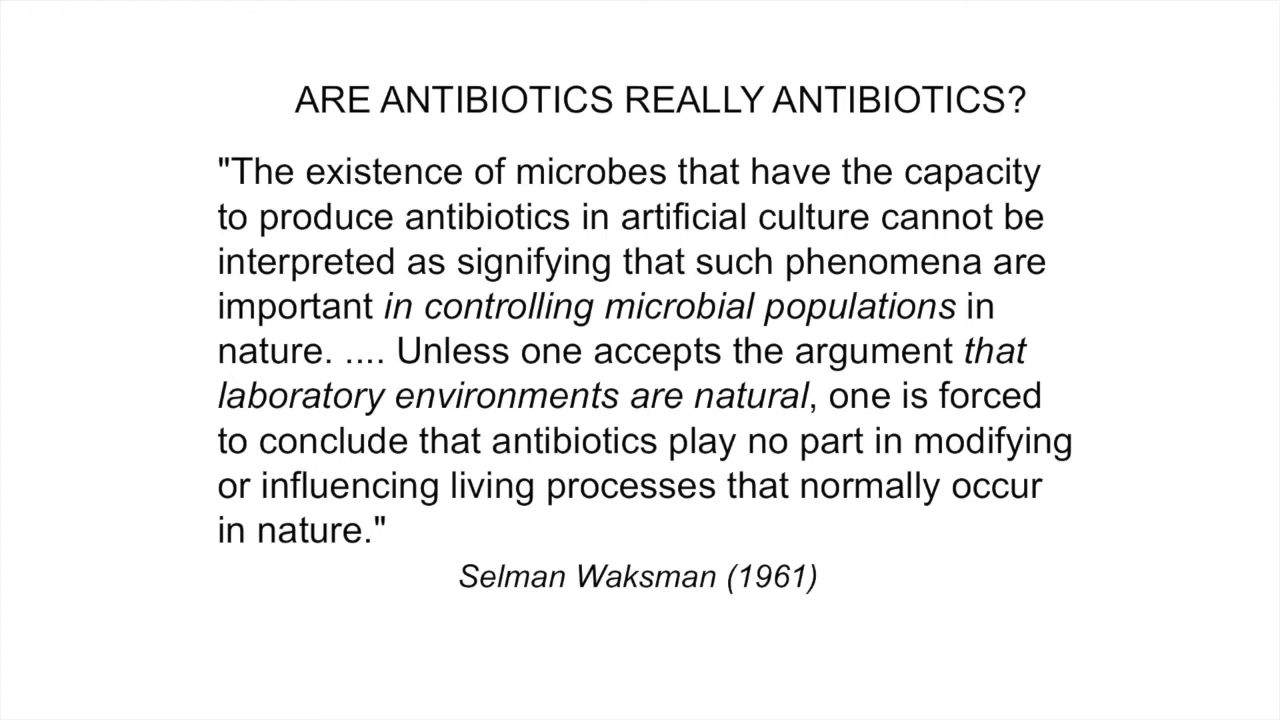 ARE ANTIBIOTICS REALLY ANTIBIOTICS?
"The existence of microbes that have the capacity
to produce antibiotics in artificial culture cannot be
interpreted as signifying that such phenomena are
important in controlling microbial populations in
nature. .... Unless one accepts the argument that
laboratory environments are natural, one is forced
to conclude that antibiotics play no part in modifying
or influencing living processes that normally occur
in nature."
Selman Waksman (1961)